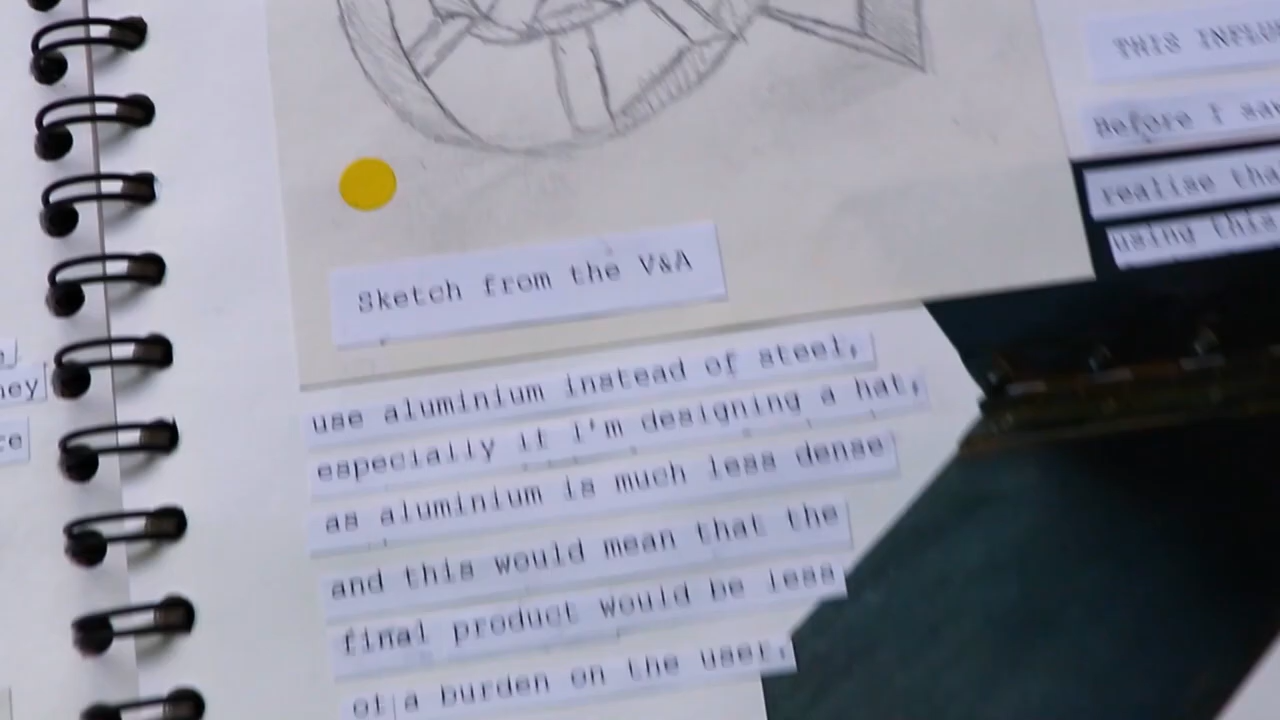 ney
Sketch from the V&A
use aluminium instead of steel,
especially if I'm designing a hat,
as aluminium is much less dense
and this would mean that the
final product would be less
of a burden on the user.
THIS INFLU
Before I sa
realise tha
using this